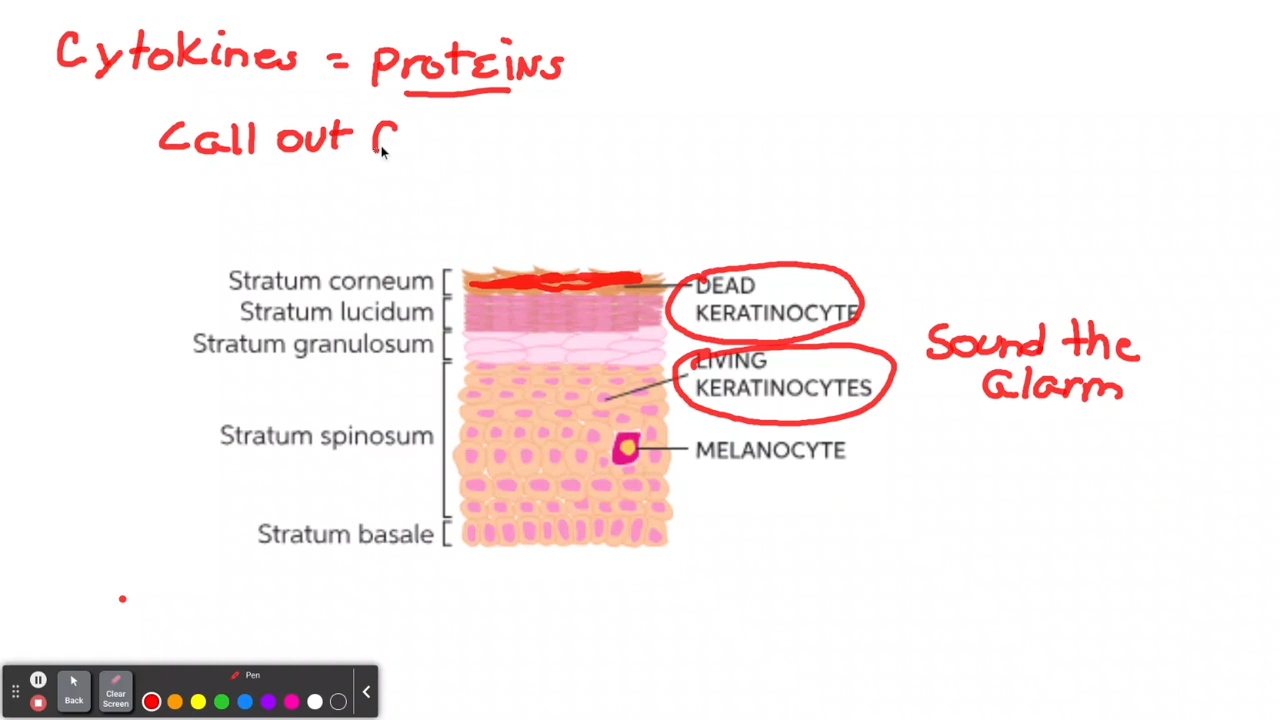 Cytokines = proteins
Call out
Stratum corneum
DEAD
KERATINOCYTE
Stratum lucidum
Stratum granulosum
LIVING
KERATINOCYTES
Sound the
alarm
Stratum spinosum
MELANOCYTE
Stratum basale
Pen
Back
Clear
Screen